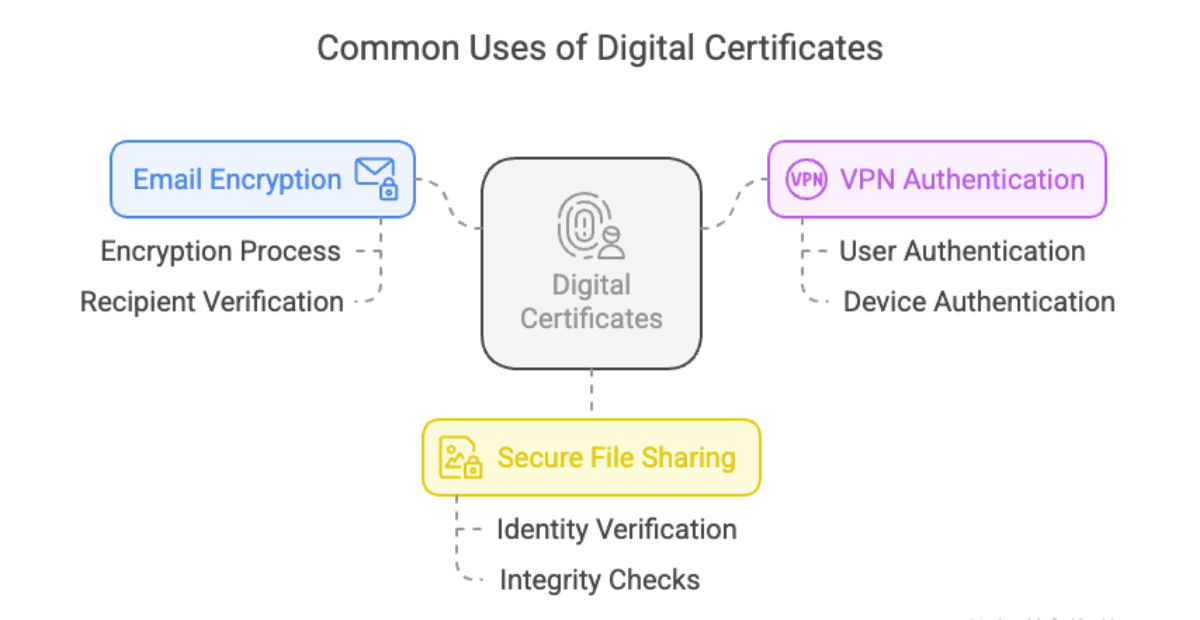 Common Uses of Digital Certificates
Email Encryption
Encryption Process
Recipient Verification
Digital
Certificates
VPN
VPN Authentication
User Authentication
Device Authentication
Secure File Sharing
Identity Verification
Integrity Checks